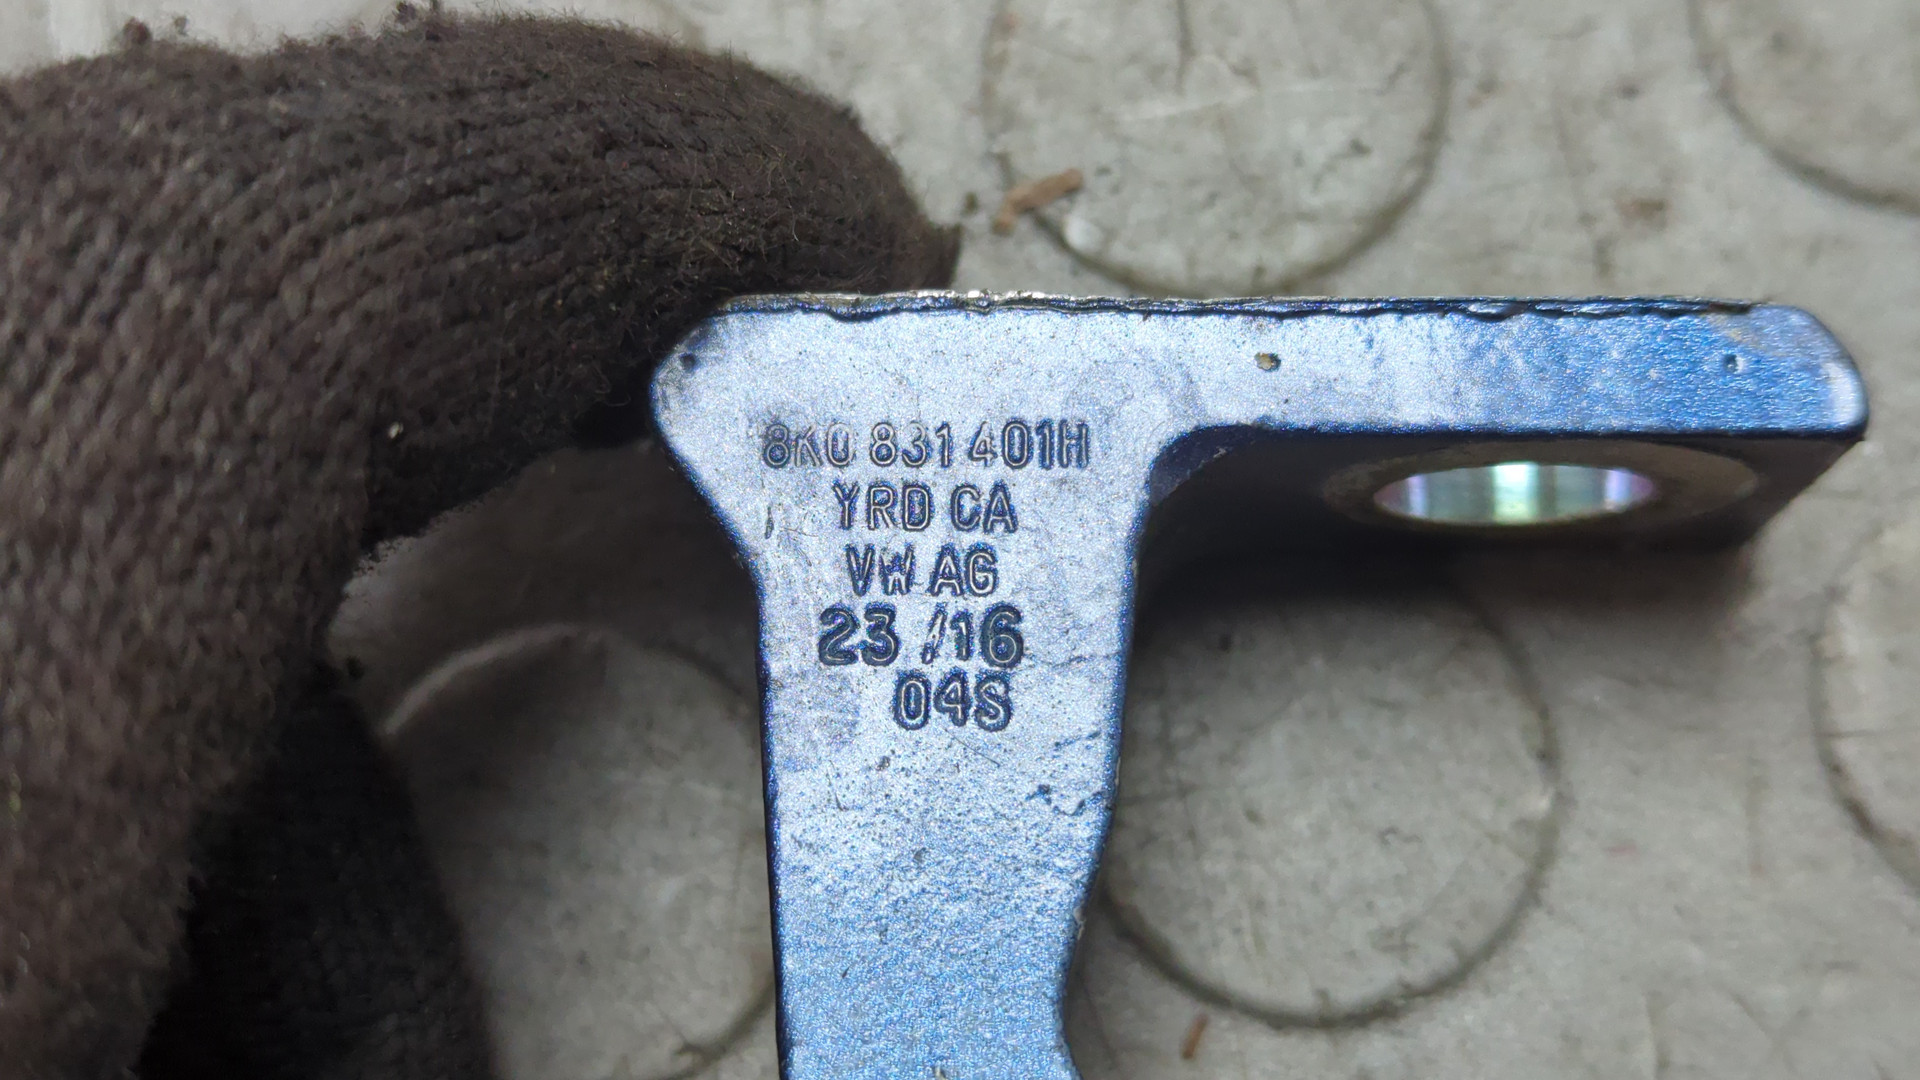 8K0 831 401H
YRD CA
VW AG
23 /16
04S